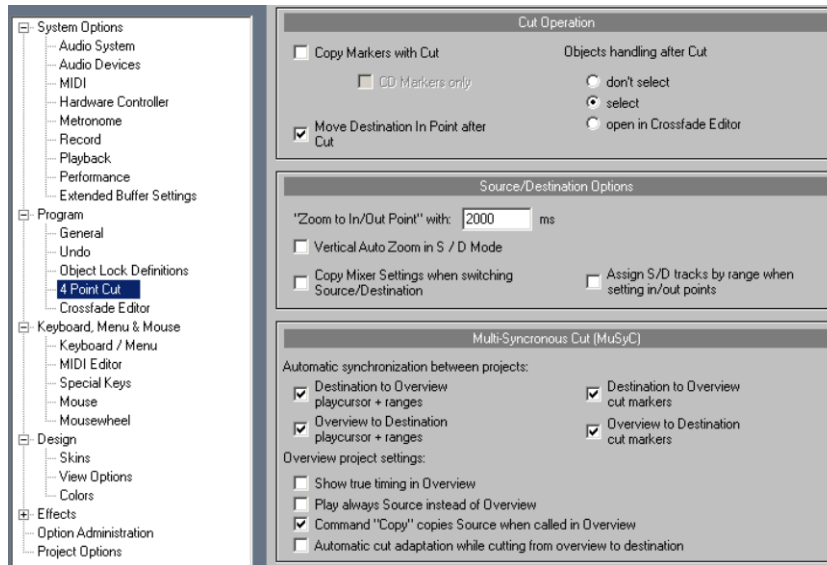 System Options
Audio System
Audio Devices
MIDI
Hardware Controller
Metronome
Record
Playback
Performance
Extended Buffer Settings
Program
General
Undo
Object Lock Definitions
4 Point Cut
Crossfade Editor
Keyboard, Menu & Mouse
Keyboard / Menu
MIDI Editor
Special Keys
Mouse
Mousewheel
Design
Skins
View Options
Colors
Effects
Option Administration
Project Options
Cut Operation
Copy Markers with Cut
CD Markers only
Move Destination In Point after
Cut
Objects handling after Cut
don't select
select
open in Crossfade Editor
Source/Destination Options
"Zoom to In/Out Point" with: 2000 ms
Vertical Auto Zoom in S / D Mode
Copy Mixer Settings when switching
Source/Destination
Assign S/D tracks by range when
setting in/out points
Multi-Syncronous Cut (MuSyC)
Automatic synchronization between projects:
Destination to Overview
playcursor + ranges
Destination to Overview
cut markers
Overview to Destination
playcursor + ranges
Overview to Destination
cut markers
Overview project settings:
Show true timing in Overview
Play always Source instead of Overview
Command "Copy" copies Source when called in Overview
Automatic cut adaptation while cutting from overview to destination